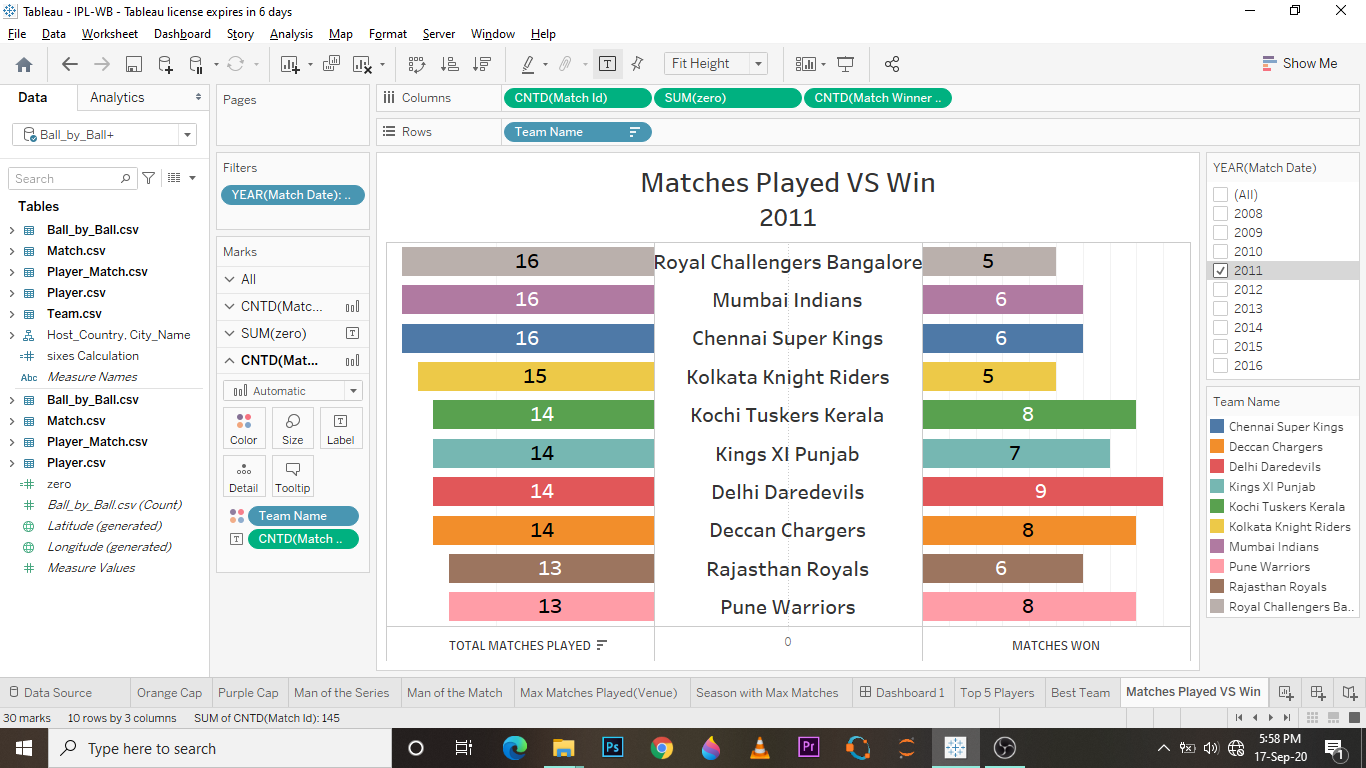 Tableau - IPL-WB - Tableau license expires in 6 days
File Data Worksheet Dashboard Story Analysis Map Format Server Window Help
Fit Height
Show Me
Data Analytics
Ball_by_Ball+
Search
Tables
Ball_by_Ball.csv
Match.csv
Player_Match.csv
Player.csv
Team.csv
Host_Country, City_Name
sixes Calculation
Abc Measure Names
Ball_by_Ball.csv
Match.csv
Player_Match.csv
Player.csv
zero
Ball_by_Ball.csv (Count)
Latitude (generated)
Longitude (generated)
Measure Values
Pages
Filters
YEAR(Match Date): ..
Marks
All
CNTD(Matc...
SUM(zero)
CNTD(Mat...
Automatic
Color Size Label
Detail Tooltip
Team Name
CNTD(Match ..
Columns CNTD(Match Id) SUM(zero) CNTD(Match Winner ..
Rows Team Name
Matches Played VS Win
2011
16 Royal Challengers Bangalore 5
16 Mumbai Indians 6
16 Chennai Super Kings 6
15 Kolkata Knight Riders 5
14 Kochi Tuskers Kerala 8
14 Kings XI Punjab 7
14 Delhi Daredevils 9
14 Deccan Chargers 8
13 Rajasthan Royals 6
13 Pune Warriors 8
TOTAL MATCHES PLAYED 0 MATCHES WON
YEAR(Match Date)
(All)
2008
2009
2010
2011
2012
2013
2014
2015
2016
Team Name
Chennai Super Kings
Deccan Chargers
Delhi Daredevils
Kings XI Punjab
Kochi Tuskers Kerala
Kolkata Knight Riders
Mumbai Indians
Pune Warriors
Rajasthan Royals
Royal Challengers Ba..
Data Source Orange Cap Purple Cap Man of the Series Man of the Match Max Matches Played(Venue) Season with Max Matches Dashboard 1 Top 5 Players Best Team Matches Played VS Win
30 marks 10 rows by 3 columns SUM of CNTD(Match Id): 145
Type here to search
Ps
Pr
5:58 PM
17-Sep-20
1